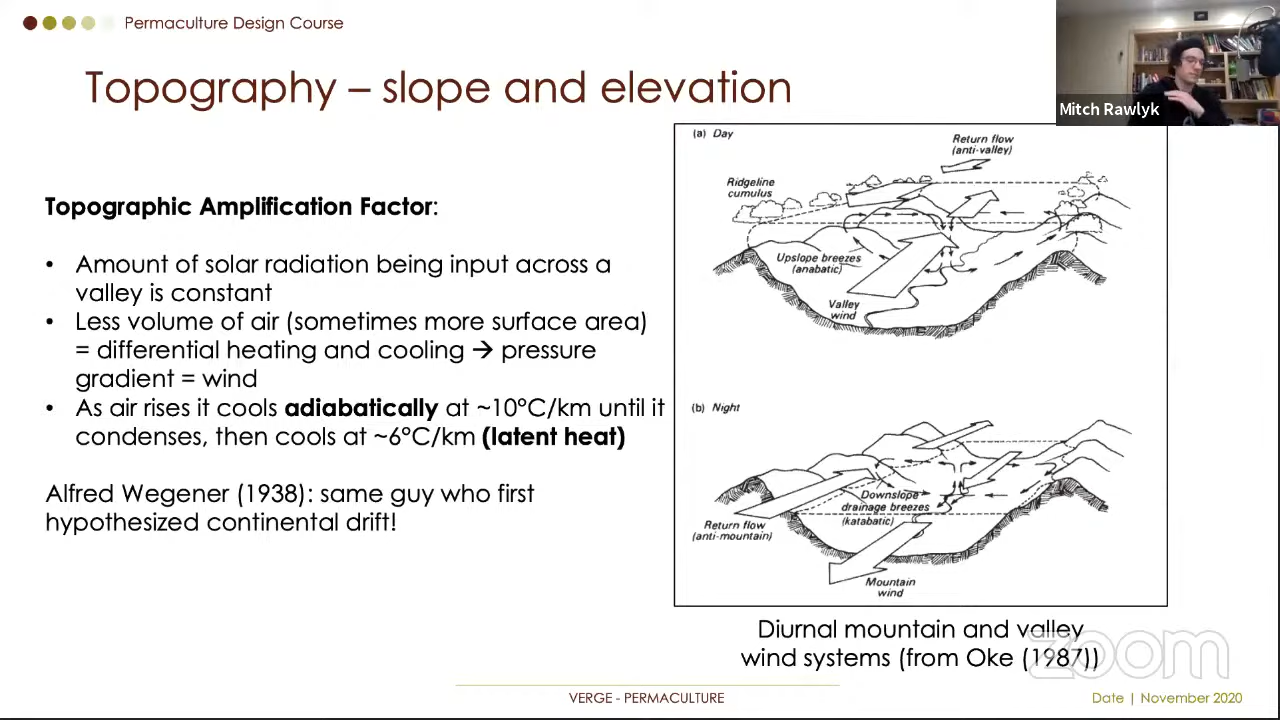 Permaculture Design Course
Mitch Rawlyk
Topography – slope and elevation
Topographic Amplification Factor:
• Amount of solar radiation being input across a
valley is constant
• Less volume of air (sometimes more surface area)
= differential heating and cooling → pressure
gradient = wind
• As air rises it cools adiabatically at ~10°C/km until it
condenses, then cools at ~6°C/km (latent heat)
Alfred Wegener (1938): same guy who first
hypothesized continental drift!
(a) Day
Return flow
(anti-valley)
Ridgeline
cumulus
Upslope breezes
(anabatic)
Valley
wind
(b) Night
Downslope
drainage breezes
(katabatic)
Return flow
(anti-mountain)
Mountain
wind
Diurnal mountain and valley
wind systems (from Oke (1987))
zoom
VERGE - PERMACULTURE
Date | November 2020